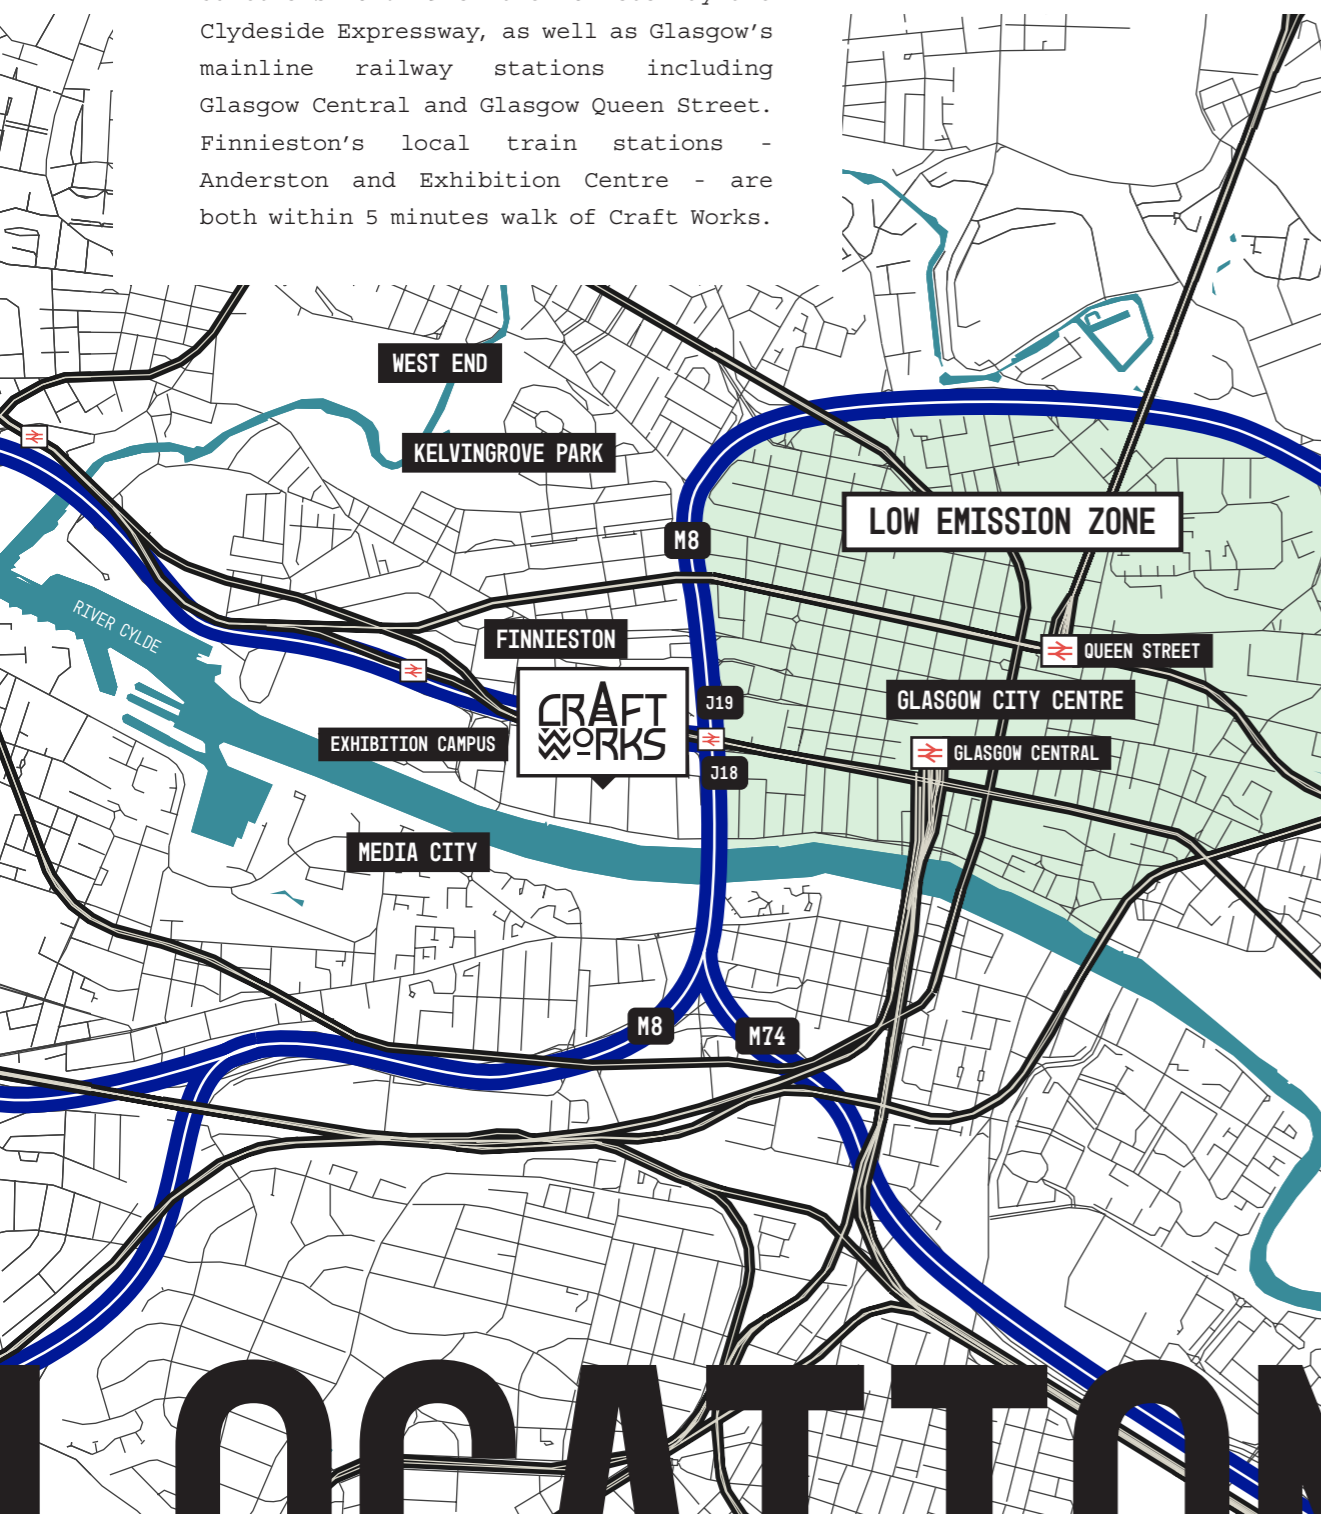 Clydeside Expressway, as well as Glasgow’s
mainline railway stations including
Glasgow Central and Glasgow Queen Street.
Finnieston’s local train stations -
Anderston and Exhibition Centre - are
both within 5 minutes walk of Craft Works.
WEST END
KELVINGROVE PARK
LOW EMISSION ZONE
M8
RIVER CYLDE
FINNIESTON
QUEEN STREET
J19
GLASGOW CITY CENTRE
CRAFT
WORKS
EXHIBITION CAMPUS
GLASGOW CENTRAL
J18
MEDIA CITY
M8
M74
LOCATION